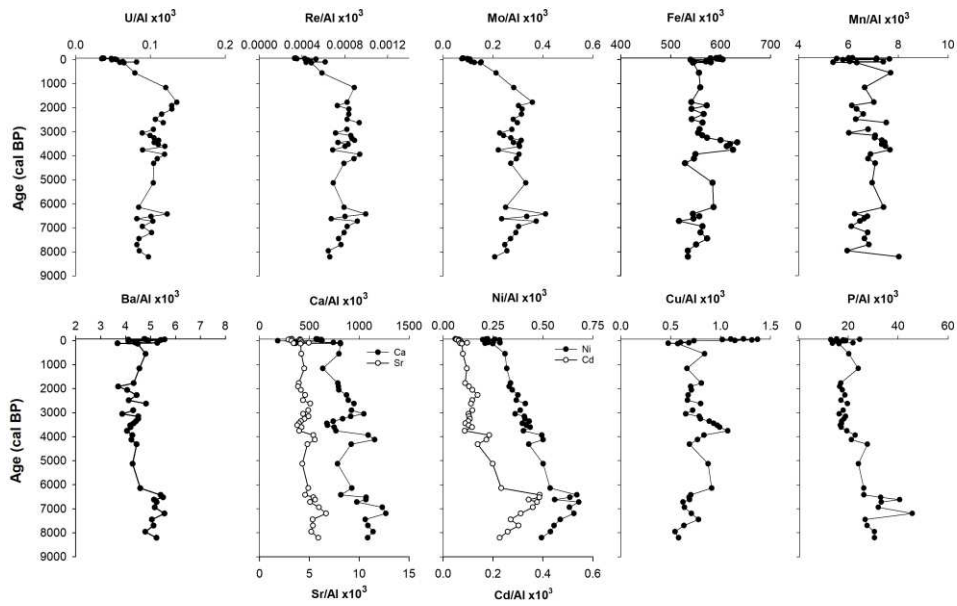 U/Al x10³ Re/Al x10³ Mo/Al x10³ Fe/Al x10³ Mn/Al x10³
0.0 0.1 0.2 0.0000 0.0004 0.0008 0.0012 0.0 0.2 0.4 0.6 400 500 600 700 4 6 8 10
Age (cal BP)
0
1000
2000
3000
4000
5000
6000
7000
8000
9000
Ba/Al x10³ Ca/Al x10³ Ni/Al x10³ Cu/Al x10³ P/Al x10³
2 3 4 5 6 7 8 0 500 1000 1500 0.00 0.25 0.50 0.75 0.0 0.5 1.0 1.5 0 20 40 60
Age (cal BP)
0
1000
2000
3000
4000
5000
6000
7000
8000
9000
Ca
Sr
Ni
Cd
0 5 10 15 0.0 0.2 0.4 0.6
Sr/Al x10³ Cd/Al x10³